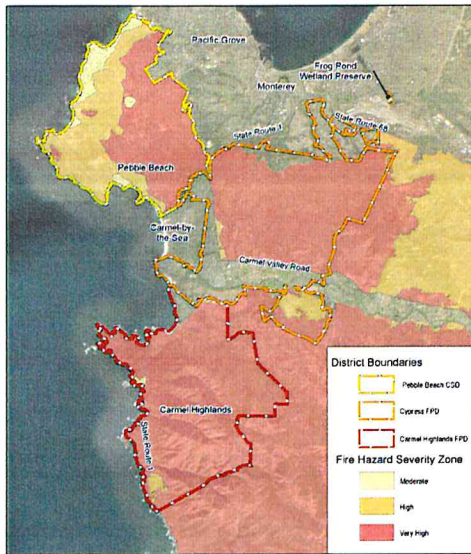 Pacific Grove
Frog Pond
Wetland Preserve
Monterey
State Route 1
State Route 68
Pebble Beach
Carmel-by-
the-Sea
Carmel Valley Road
Carmel Highlands
State Route 1
District Boundaries
Pebble Beach CSD
Cypress FPD
Carmel Highlands FPD
Fire Hazard Severity Zone
Moderate
High
Very High